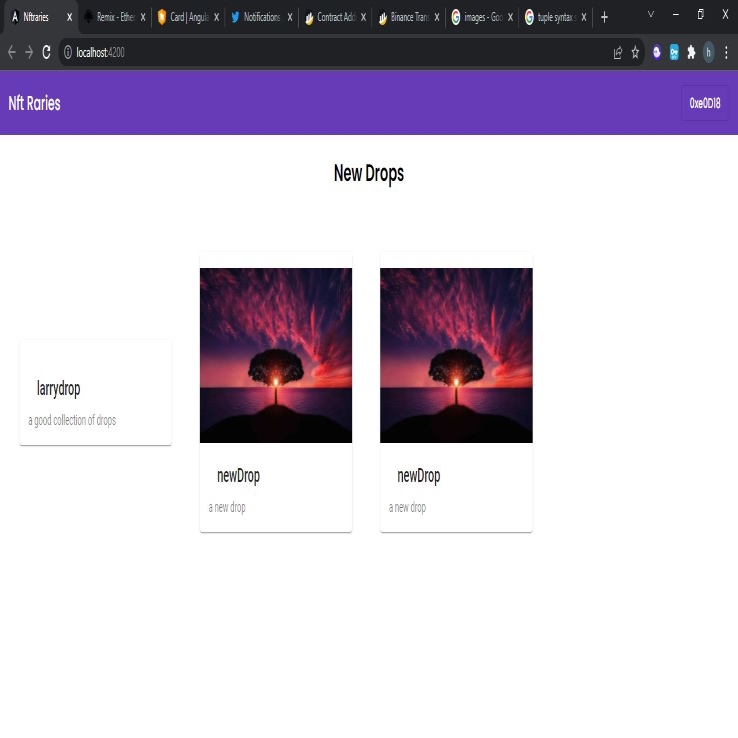 Nftraries
Remix - Ether
Card | Angula
Notifications
Contract Add
Binance Trans
images - Goo
tuple syntax s
localhost:4200
h
Nft Raries
0xe0D18
New Drops
larrydrop
a good collection of drops
newDrop
a new drop
newDrop
a new drop